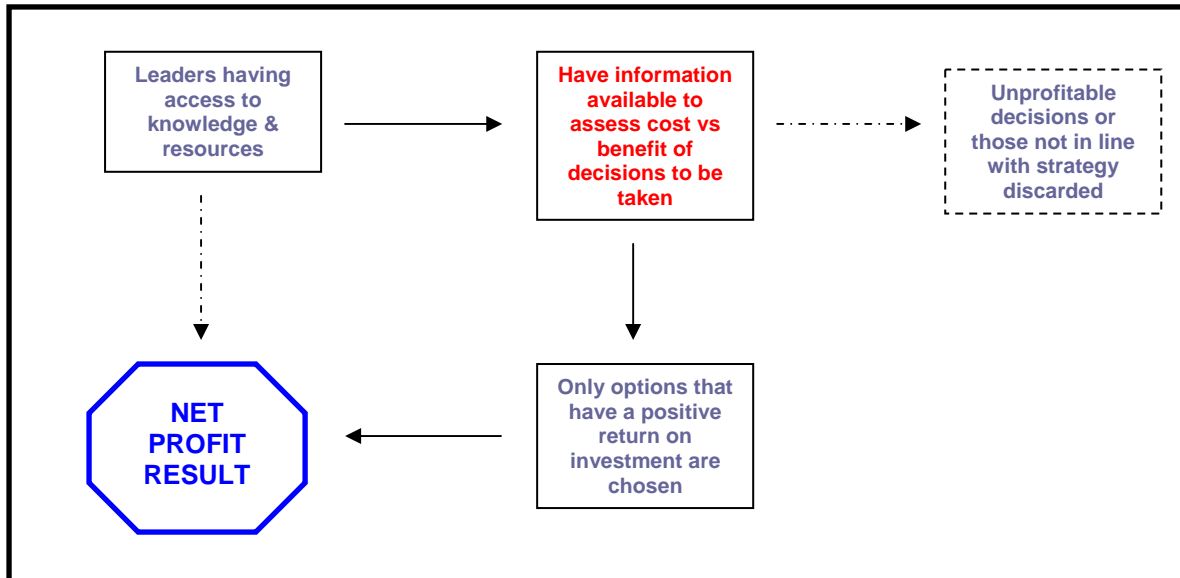 Leaders having
access to
knowledge &
resources
Have information
available to
assess cost vs
benefit of
decisions to be
taken
Unprofitable
decisions or
those not in line
with strategy
discarded
NET
PROFIT
RESULT
Only options that
have a positive
return on
investment are
chosen